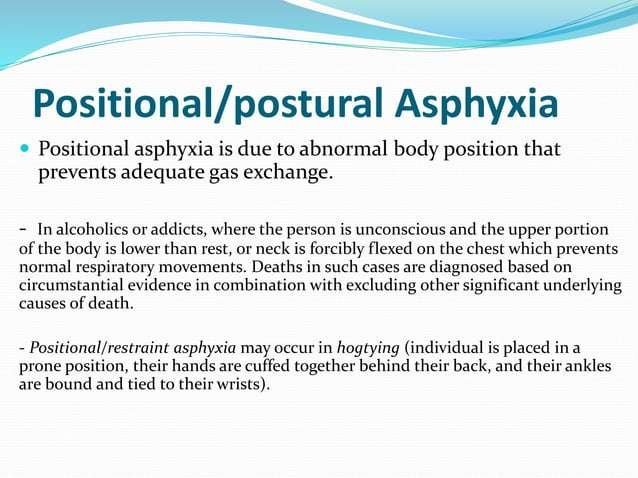 Positional/postural Asphyxia
• Positional asphyxia is due to abnormal body position that
prevents adequate gas exchange.
- In alcoholics or addicts, where the person is unconscious and the upper portion
of the body is lower than rest, or neck is forcibly flexed on the chest which prevents
normal respiratory movements. Deaths in such cases are diagnosed based on
circumstantial evidence in combination with excluding other significant underlying
causes of death.
- Positional/restraint asphyxia may occur in hogtying (individual is placed in a
prone position, their hands are cuffed together behind their back, and their ankles
are bound and tied to their wrists).